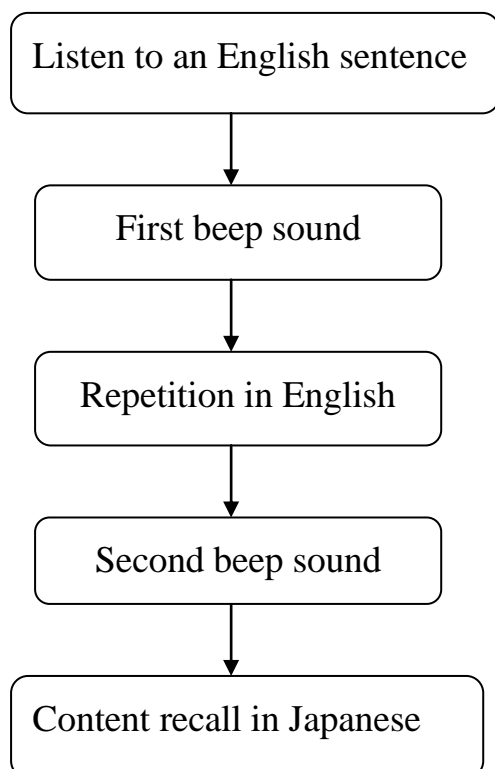 Listen to an English sentence
First beep sound
Repetition in English
Second beep sound
Content recall in Japanese